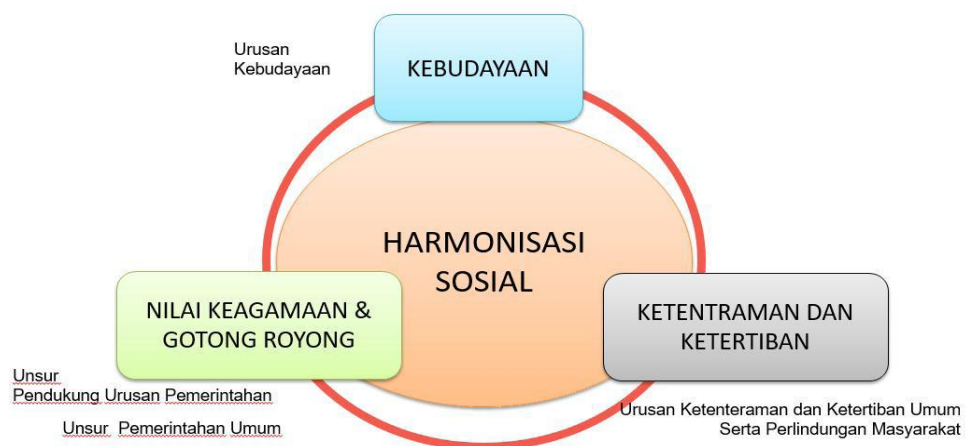 Urusan
Kebudayaan
KEBUDAYAAN
HARMONISASI
SOSIAL
NILAI KEAGAMAAN &
GOTONG ROYONG
KETENTRAMAN DAN
KETERTIBAN
Unsur
Pendukung Urusan Pemerintahan
Unsur Pemerintahan Umum
Urusan Ketenteraman dan Ketertiban Umum
Serta Perlindungan Masyarakat